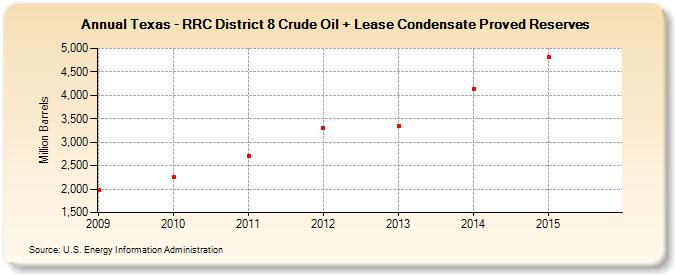 Annual Texas - RRC District 8 Crude Oil + Lease Condensate Proved Reserves
Million Barrels
5,000
4,500
4,000
3,500
3,000
2,500
2,000
1,500
2009 2010 2011 2012 2013 2014 2015
Source: U.S. Energy Information Administration